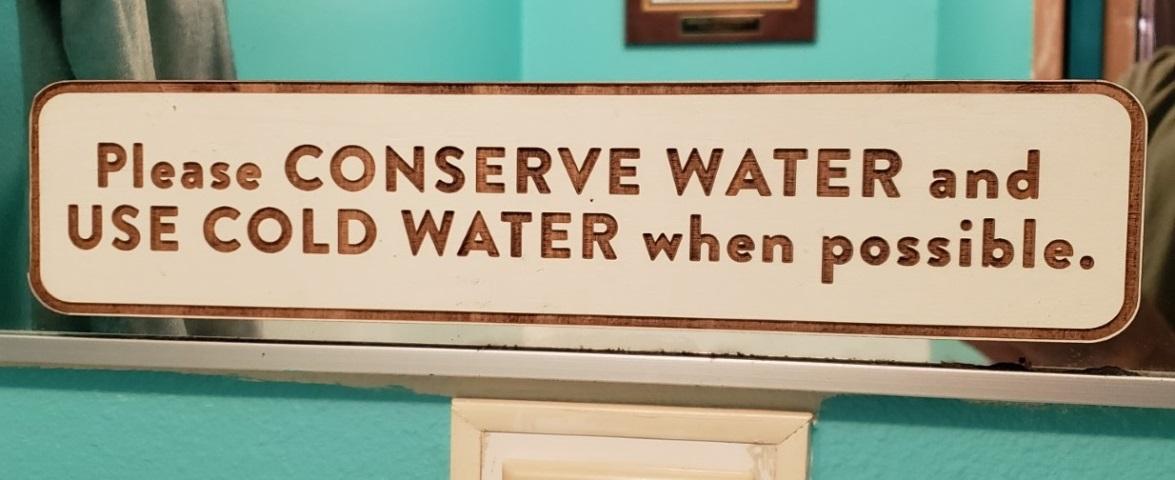 Please CONSERVE WATER and
USE COLD WATER when possible.